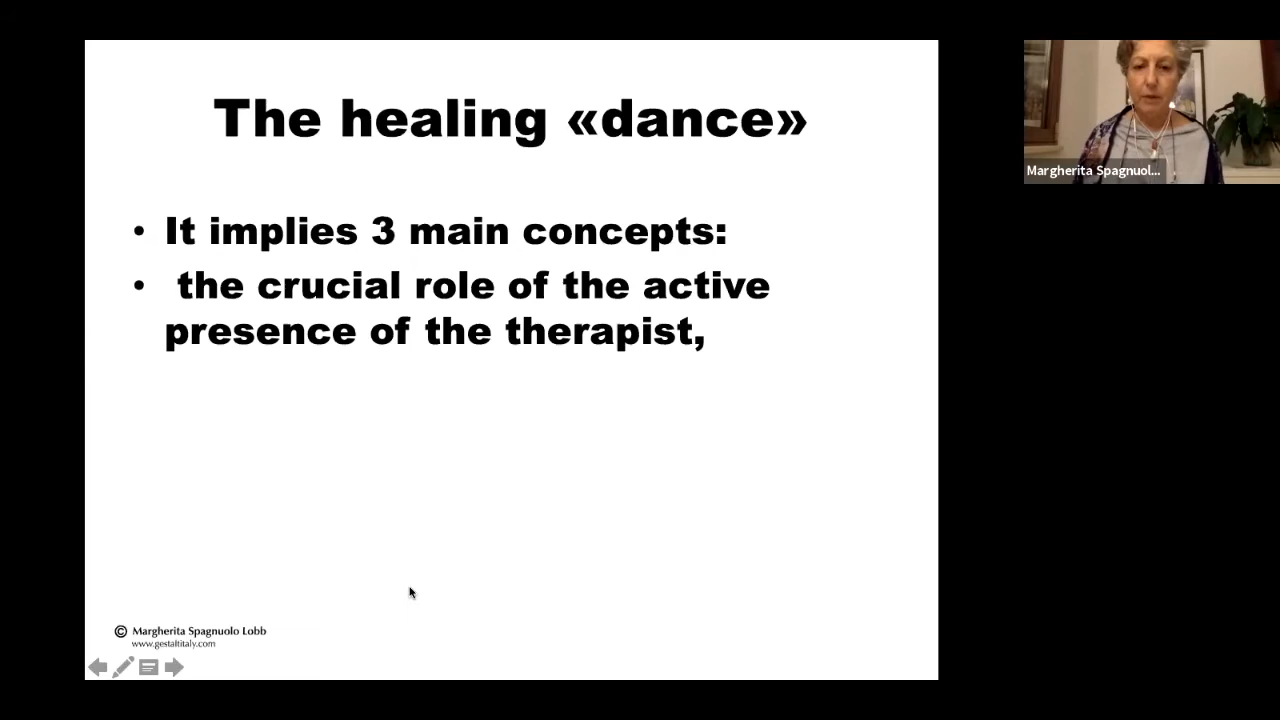 The healing «dance»
• It implies 3 main concepts:
• the crucial role of the active
presence of the therapist,
© Margherita Spagnuolo Lobb
www.gestaltitaly.com
Margherita Spagnuol...